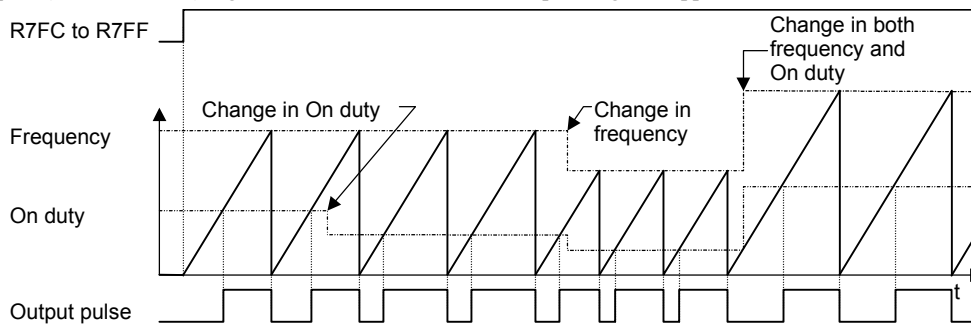 R7FC to R7FF
Change in both
frequency and
On duty
Change in On duty
Change in
frequency
Frequency
On duty
t
Output pulse